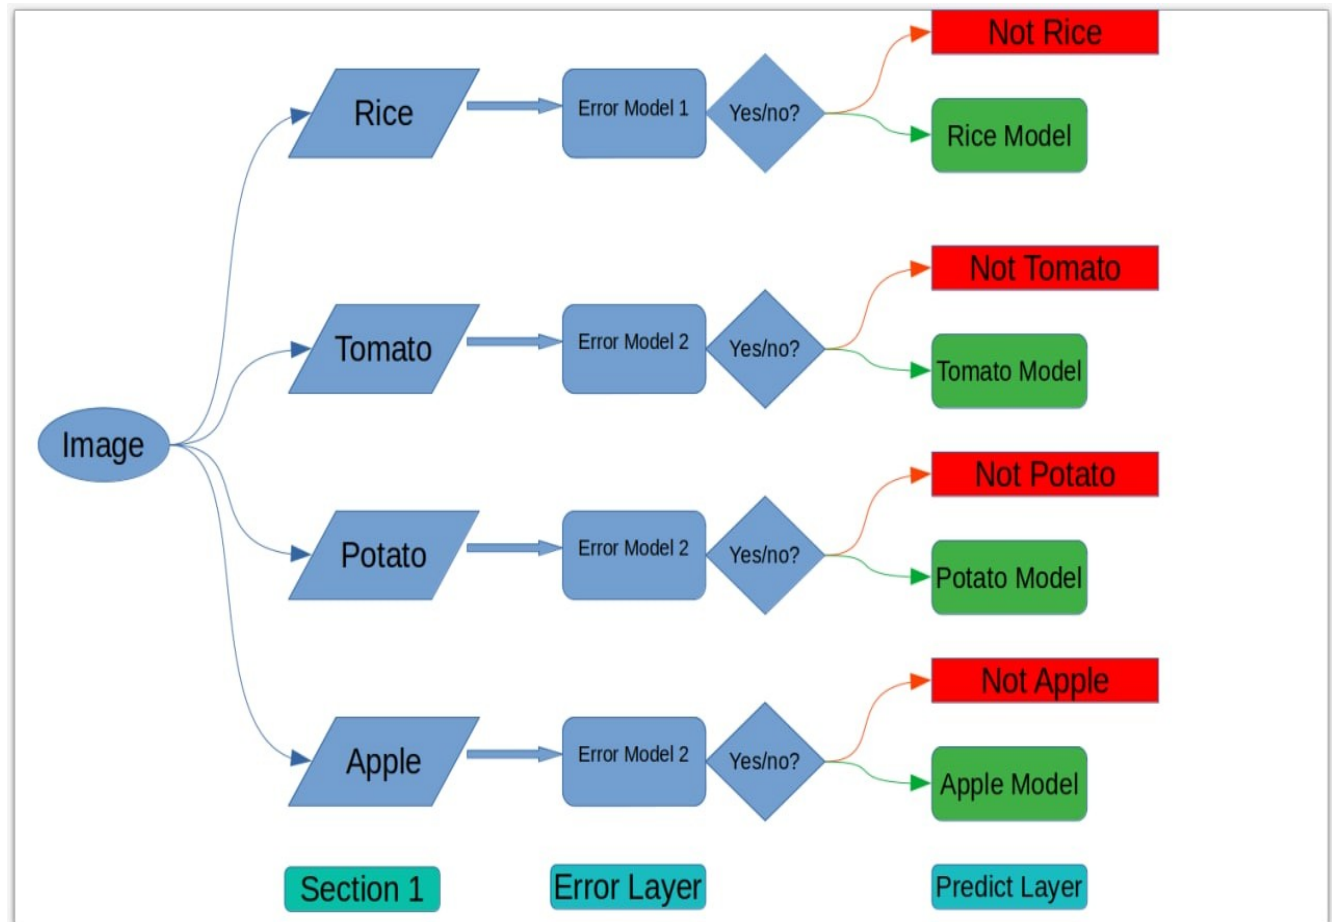 Not Rice
Rice
Error Model 1
Yes/no?
Rice Model
Not Tomato
Tomato
Error Model 2
Yes/no?
Tomato Model
Image
Not Potato
Potato
Error Model 2
Yes/no?
Potato Model
Not Apple
Apple
Error Model 2
Yes/no?
Apple Model
Section 1
Error Layer
Predict Layer